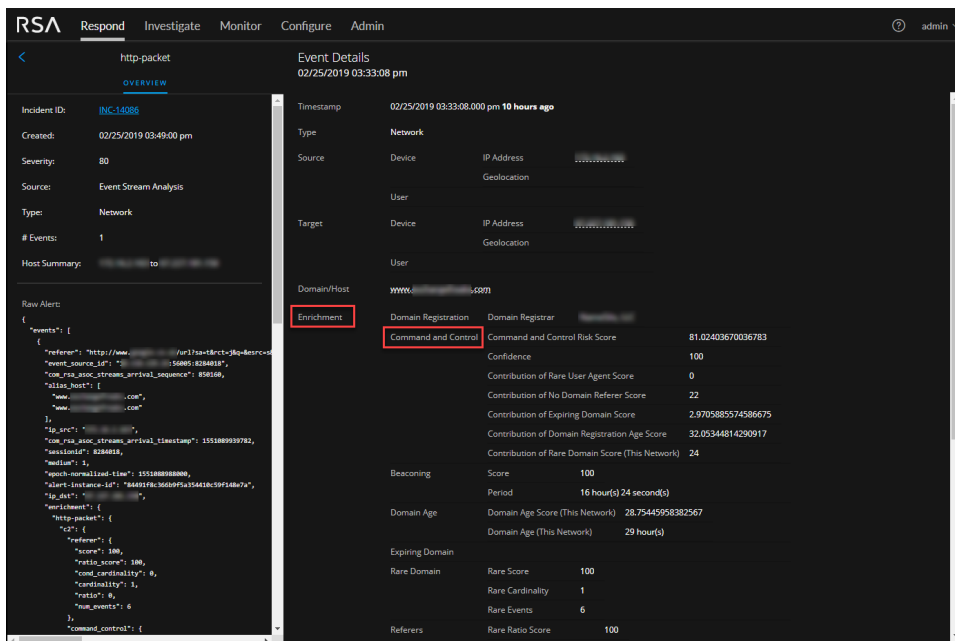 RSA Respond Investigate Monitor Configure Admin admin
http-packet
OVERVIEW
Incident ID: INC-14086
Created: 02/25/2019 03:49:00 pm
Severity: 80
Source: Event Stream Analysis
Type: Network
# Events: 1
Host Summary: to
Raw Alert:
{
"events": [
{
"referer": "http://www. /url?sa=t&rct=j&q=&esrc=s
"event_source_id": " :56005:8284018",
"com_rsa_asoc_streams_arrival_sequence": 850160,
"alias_host": [
"www. .com",
"www. .com"
],
"ip_src": " ",
"com_rsa_asoc_streams_arrival_timestamp": 1551089939782,
"sessionid": 8284018,
"medium": 1,
"epoch-normalized-time": 1551088988000,
"alert-instance-id": "84491f8c366b9f5a354410c59f148e7a",
"ip_dst": " ",
"enrichment": {
"http-packet": {
"c2": {
"referer": {
"score": 100,
"ratio_score": 100,
"cond_cardinality": 0,
"cardinality": 1,
"ratio": 0,
"num_events": 6
},
"command_control": {
Event Details
02/25/2019 03:33:08 pm
Timestamp 02/25/2019 03:33:08.000 pm 10 hours ago
Type Network
Source Device IP Address
Geolocation
User
Target Device IP Address
Geolocation
User
Domain/Host www. .com
Enrichment Domain Registration Domain Registrar
Command and Control Command and Control Risk Score 81.02403670036783
Confidence 100
Contribution of Rare User Agent Score 0
Contribution of No Domain Referer Score 22
Contribution of Expiring Domain Score 2.9705885574586675
Contribution of Domain Registration Age Score 32.05344814290917
Contribution of Rare Domain Score (This Network) 24
Beaconing Score 100
Period 16 hour(s) 24 second(s)
Domain Age Domain Age Score (This Network) 28.75445958382567
Domain Age (This Network) 29 hour(s)
Expiring Domain
Rare Domain Rare Score 100
Rare Cardinality 1
Rare Events 6
Referers Rare Ratio Score 100